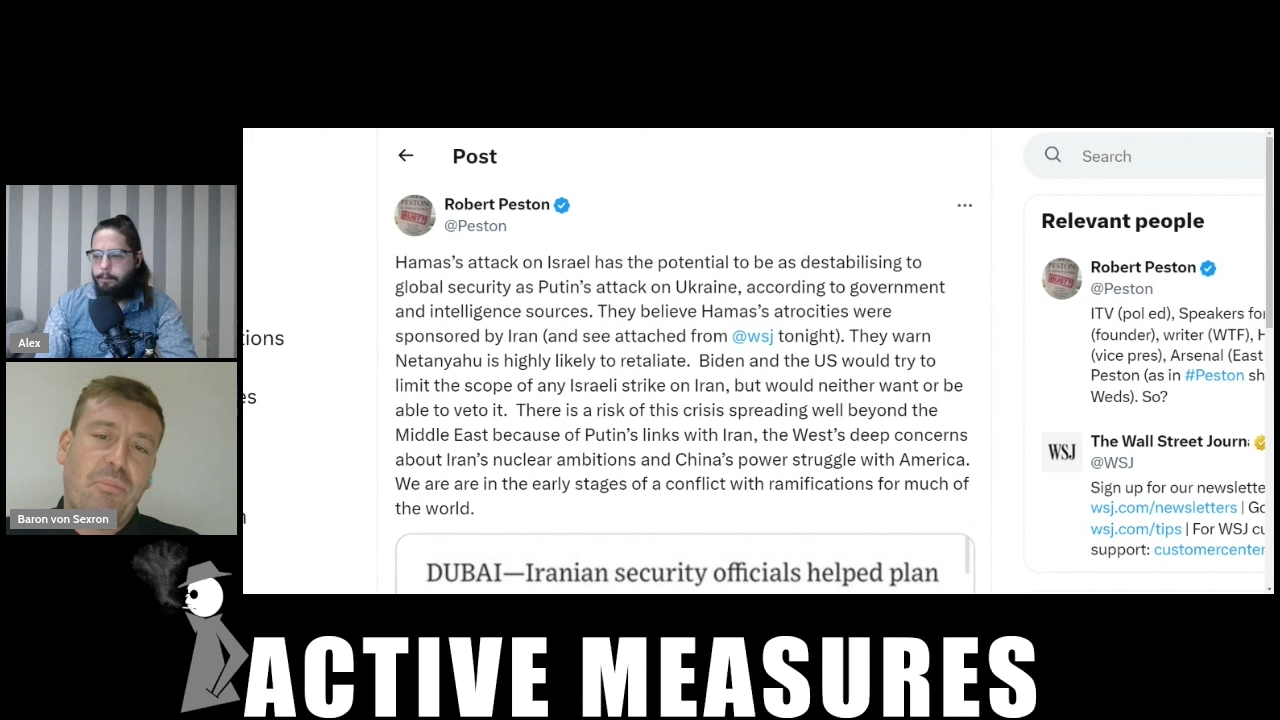 Post
Search
Robert Peston
@Peston
Hamas's attack on Israel has the potential to be as destabilising to
global security as Putin's attack on Ukraine, according to government
and intelligence sources. They believe Hamas's atrocities were
sponsored by Iran (and see attached from @wsj tonight). They warn
Netanyahu is highly likely to retaliate.  Biden and the US would try to
limit the scope of any Israeli strike on Iran, but would neither want or be
able to veto it.  There is a risk of this crisis spreading well beyond the
Middle East because of Putin's links with Iran, the West's deep concerns
about Iran's nuclear ambitions and China's power struggle with America.
We are are in the early stages of a conflict with ramifications for much of
the world.
DUBAI—Iranian security officials helped plan
Relevant people
Robert Peston
@Peston
ITV (pol ed), Speakers for
(founder), writer (WTF), H
(vice pres), Arsenal (East
Peston (as in #Peston sh
Weds). So?
WSJ
The Wall Street Journa
@WSJ
Sign up for our newslette
wsj.com/newsletters | Go
wsj.com/tips | For WSJ cu
support: customercenter
tions
es
Alex
Baron von Sexron
ACTIVE MEASURES